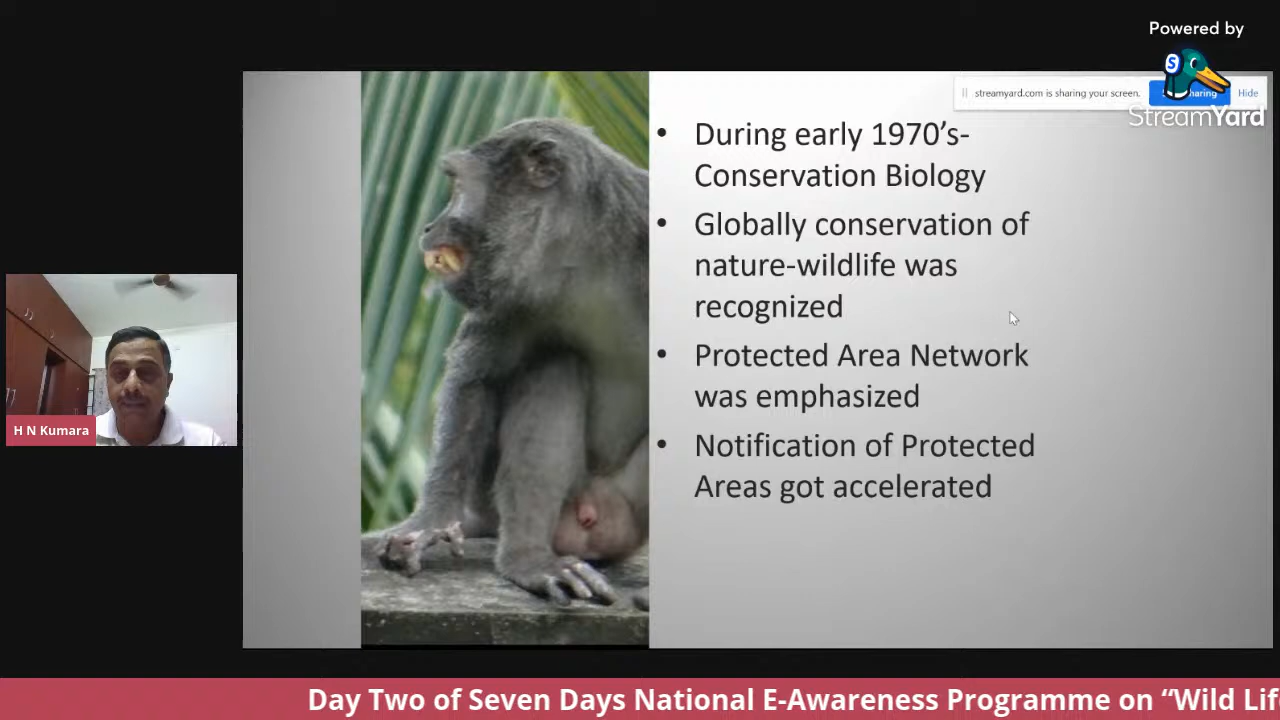 Powered by
streamyard.com is sharing your screen.
Hide
StreamYard
• During early 1970’s-
Conservation Biology
• Globally conservation of
nature-wildlife was
recognized
• Protected Area Network
was emphasized
• Notification of Protected
Areas got accelerated
H N Kumara
Day Two of Seven Days National E-Awareness Programme on “Wild Lif